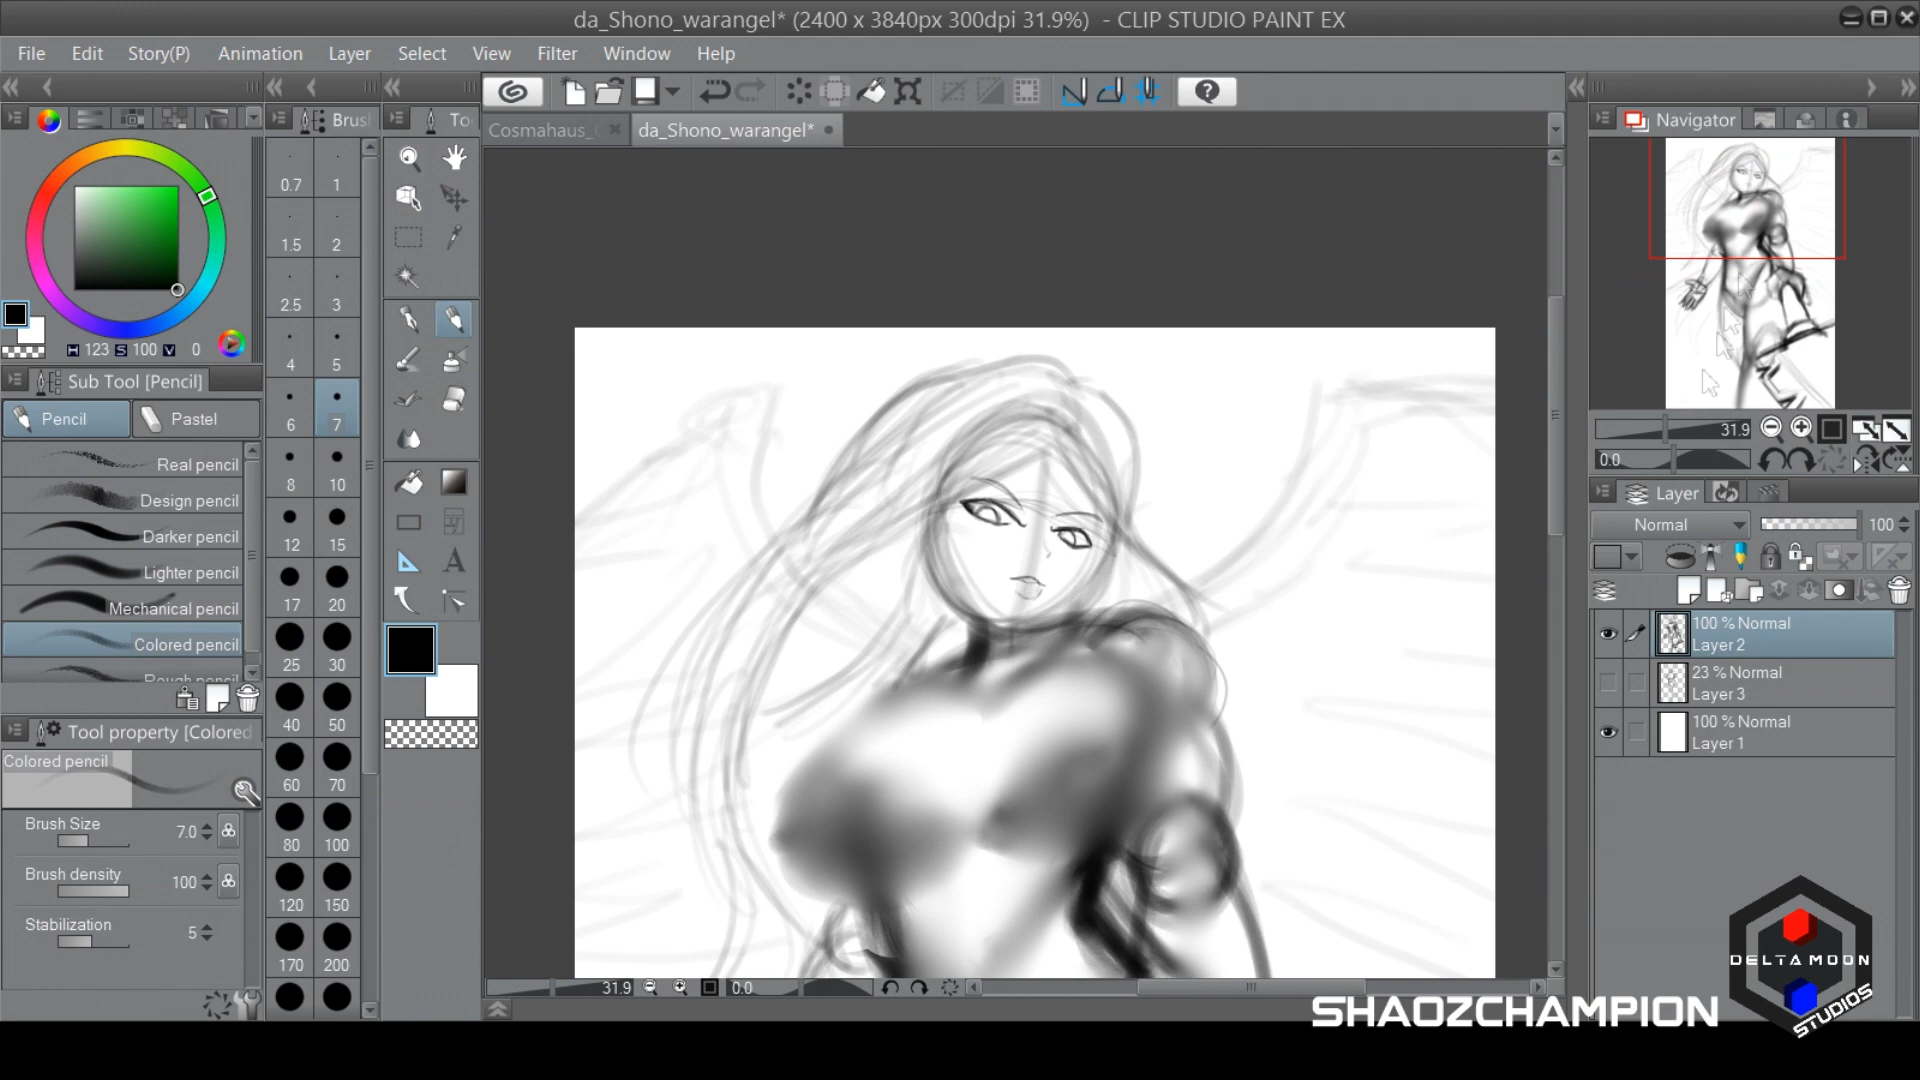 da_Shono_warangel* (2400 x 3840px 300dpi 31.9%) - CLIP STUDIO PAINT EX
File Edit Story(P) Animation Layer Select View Filter Window Help
Brush
To
Cosmahaus_
da_Shono_warangel*
Navigator
0.7 1
1.5 2
2.5 3
4 5
6 7
8 10
12 15
17 20
25 30
40 50
60 70
80 100
120 150
170 200
H 123 S 100 V 0
Sub Tool [Pencil]
Pencil
Pastel
Real pencil
Design pencil
Darker pencil
Lighter pencil
Mechanical pencil
Colored pencil
Rough pencil
Tool property [Colored
Colored pencil
Brush Size 7.0
Brush density 100
Stabilization 5
31.9 0.0
31.9
0.0
Layer
Normal 100
100 % Normal
Layer 2
23 % Normal
Layer 3
100 % Normal
Layer 1
DELTA MOON
STUDIOS
SHAOZCHAMPION